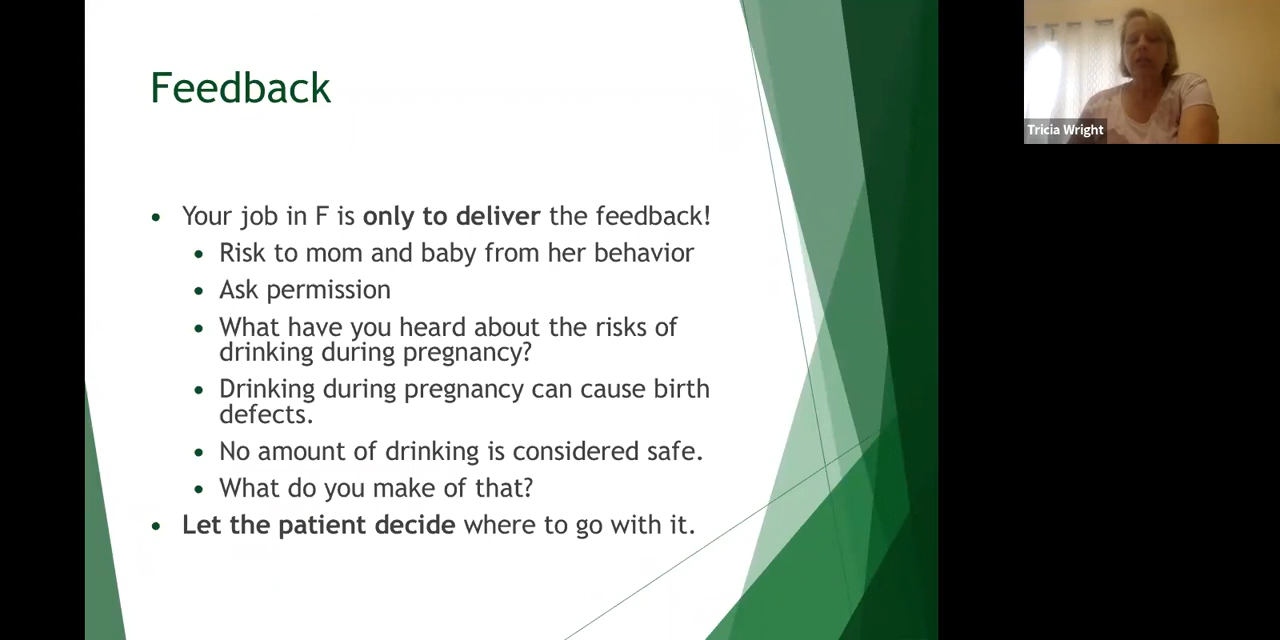 Feedback
Tricia Wright
• Your job in F is only to deliver the feedback!
• Risk to mom and baby from her behavior
• Ask permission
• What have you heard about the risks of
drinking during pregnancy?
• Drinking during pregnancy can cause birth
defects.
• No amount of drinking is considered safe.
• What do you make of that?
• Let the patient decide where to go with it.